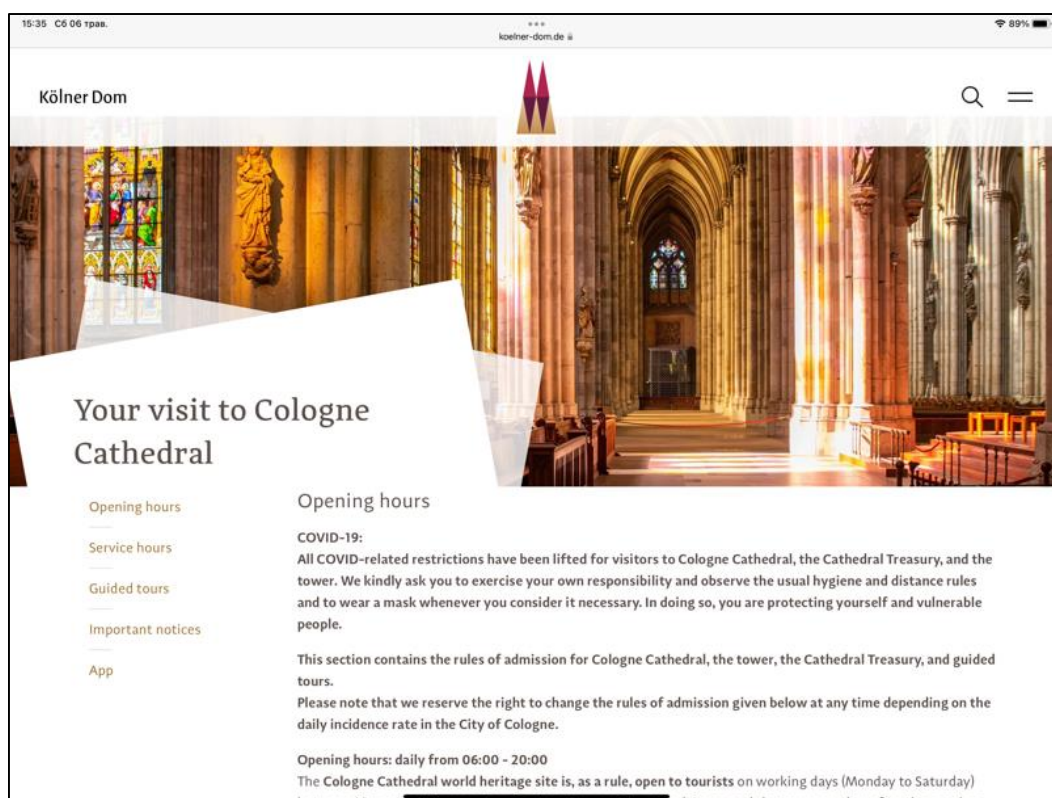 15:35 Сб 06 трав.
koelner-dom.de
89%
Kölner Dom
Your visit to Cologne
Cathedral
Opening hours
Service hours
Guided tours
Important notices
App
Opening hours
COVID-19:
All COVID-related restrictions have been lifted for visitors to Cologne Cathedral, the Cathedral Treasury, and the
tower. We kindly ask you to exercise your own responsibility and observe the usual hygiene and distance rules
and to wear a mask whenever you consider it necessary. In doing so, you are protecting yourself and vulnerable
people.
This section contains the rules of admission for Cologne Cathedral, the tower, the Cathedral Treasury, and guided
tours.
Please note that we reserve the right to change the rules of admission given below at any time depending on the
daily incidence rate in the City of Cologne.
Opening hours: daily from 06:00 - 20:00
The Cologne Cathedral world heritage site is, as a rule, open to tourists on working days (Monday to Saturday)